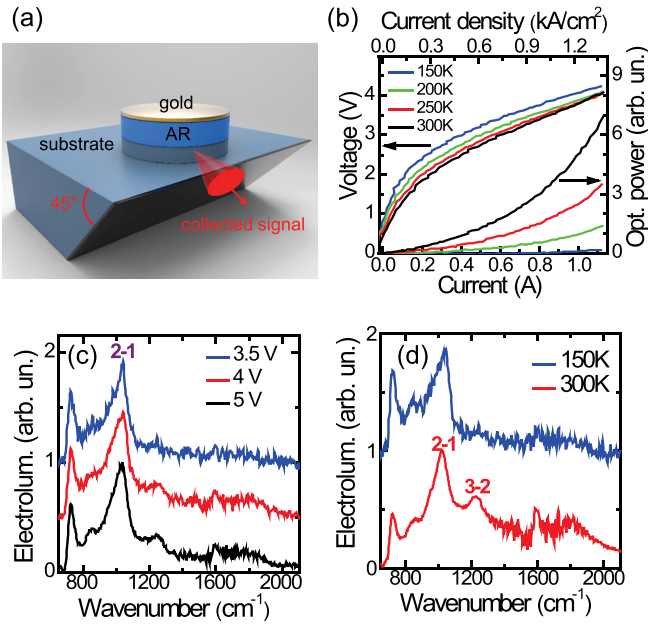 (a)
gold
AR
substrate
45°
collected signal
(b)
Current density (kA/cm²)
0.0 0.3 0.6 0.9 1.2
150K
200K
250K
300K
Voltage (V)
4
3
2
1
0
Opt. power (arb. un.)
9
6
3
0
0.0 0.2 0.4 0.6 0.8 1.0
Current (A)
(c)
2-1
3.5 V
4 V
5 V
Electrolum. (arb. un.)
2
1
0
800 1200 1600 2000
Wavenumber (cm⁻¹)
(d)
150K
300K
2-1
3-2
Electrolum. (arb. un.)
2
1
0
800 1200 1600 2000
Wavenumber (cm⁻¹)